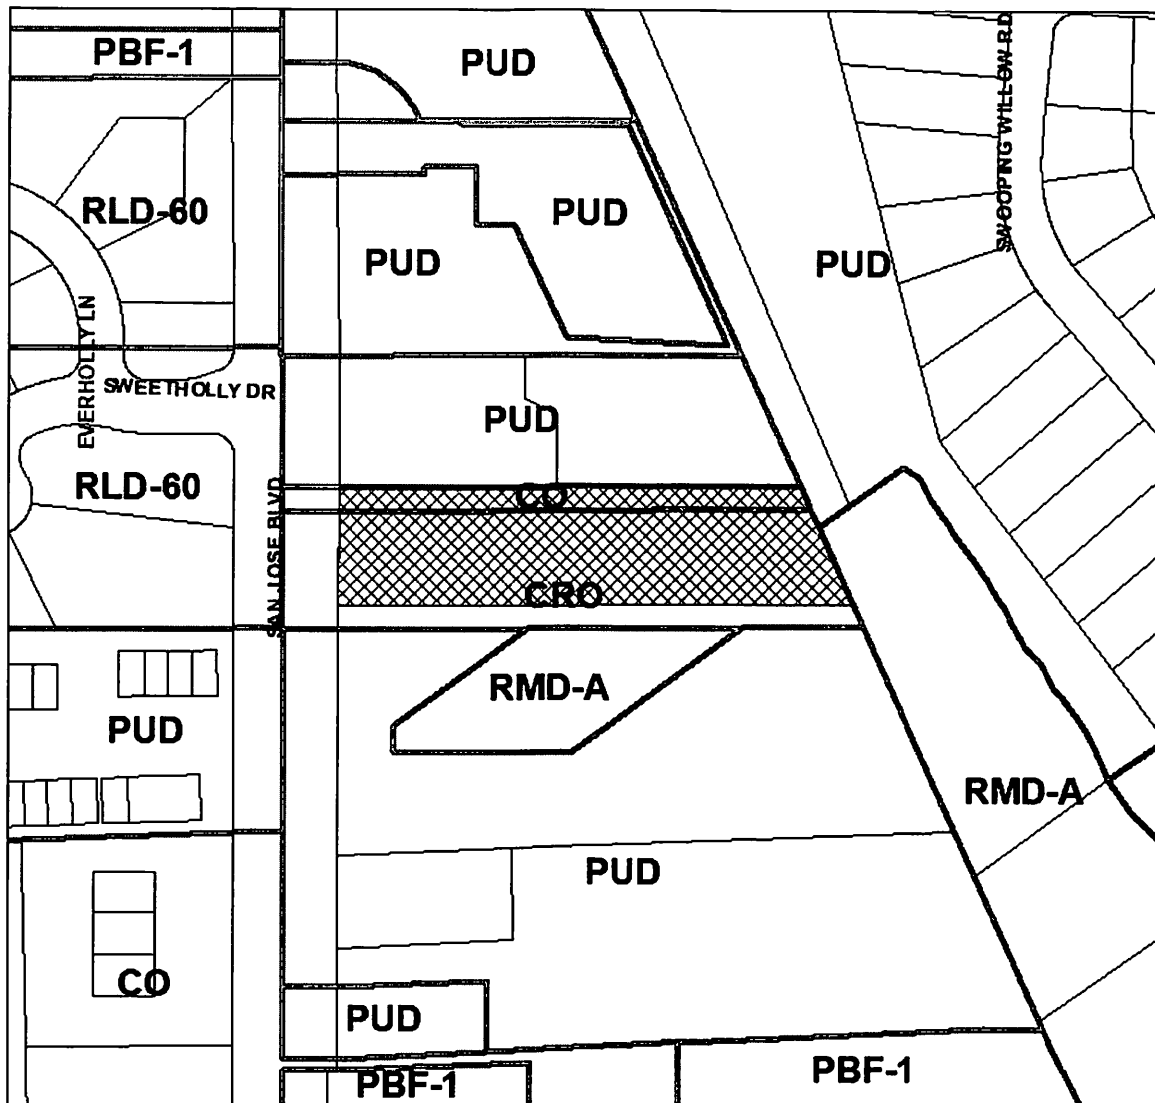 PBF-1
PUD
SWOOPING WILLOW RD
RLD-60
PUD
PUD
PUD
EVERHOLLY LN
SWEETHOLLY DR
PUD
RLD-60
CO
SAN JOSE BLVD
CRO
RMD-A
PUD
RMD-A
PUD
CO
PUD
PBF-1
PBF-1